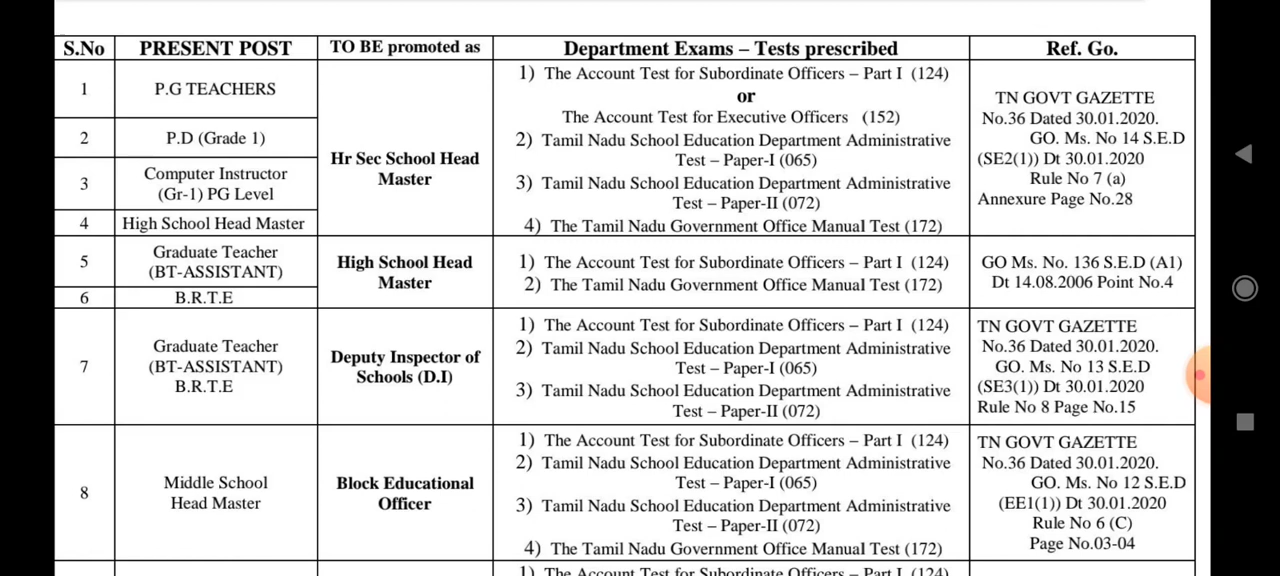 S.No PRESENT POST TO BE promoted as Department Exams – Tests prescribed Ref. Go.
1 P.G TEACHERS
2 P.D (Grade 1)
3 Computer Instructor
(Gr-1) PG Level
4 High School Head Master
Hr Sec School Head
Master
1) The Account Test for Subordinate Officers – Part I (124)
or
The Account Test for Executive Officers (152)
2) Tamil Nadu School Education Department Administrative
Test – Paper-I (065)
3) Tamil Nadu School Education Department Administrative
Test – Paper-II (072)
4) The Tamil Nadu Government Office Manual Test (172)
TN GOVT GAZETTE
No.36 Dated 30.01.2020.
GO. Ms. No 14 S.E.D
(SE2(1)) Dt 30.01.2020
Rule No 7 (a)
Annexure Page No.28
5 Graduate Teacher
(BT-ASSISTANT)
6 B.R.T.E
High School Head
Master
1) The Account Test for Subordinate Officers – Part I (124)
2) The Tamil Nadu Government Office Manual Test (172)
GO Ms. No. 136 S.E.D (A1)
Dt 14.08.2006 Point No.4
7 Graduate Teacher
(BT-ASSISTANT)
B.R.T.E
Deputy Inspector of
Schools (D.I)
1) The Account Test for Subordinate Officers – Part I (124)
2) Tamil Nadu School Education Department Administrative
Test – Paper-I (065)
3) Tamil Nadu School Education Department Administrative
Test – Paper-II (072)
TN GOVT GAZETTE
No.36 Dated 30.01.2020.
GO. Ms. No 13 S.E.D
(SE3(1)) Dt 30.01.2020
Rule No 8 Page No.15
8 Middle School
Head Master
Block Educational
Officer
1) The Account Test for Subordinate Officers – Part I (124)
2) Tamil Nadu School Education Department Administrative
Test – Paper-I (065)
3) Tamil Nadu School Education Department Administrative
Test – Paper-II (072)
4) The Tamil Nadu Government Office Manual Test (172)
TN GOVT GAZETTE
No.36 Dated 30.01.2020.
GO. Ms. No 12 S.E.D
(EE1(1)) Dt 30.01.2020
Rule No 6 (C)
Page No.03-04
1) The Account Test for Subordinate Officers – Part I (124)